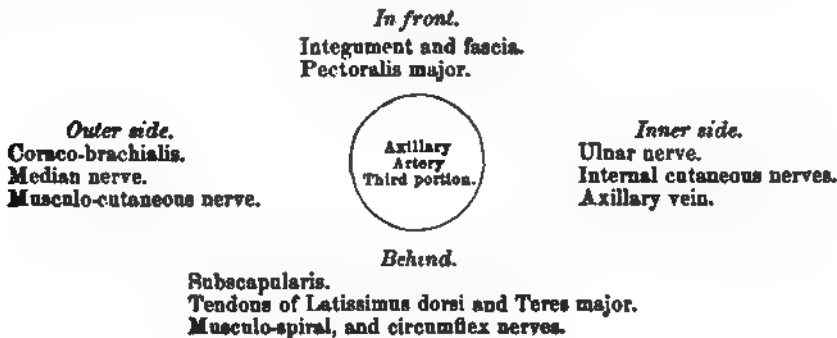 In front.
Integument and fascia.
Pectoralis major.
Outer side.
Coraco-brachialis.
Median nerve.
Musculo-cutaneous nerve.
Axillary
Artery
Third portion.
Inner side.
Ulnar nerve.
Internal cutaneous nerves.
Axillary vein.
Behind.
Subscapularis.
Tendons of Latissimus dorsi and Teres major.
Musculo-spiral, and circumflex nerves.